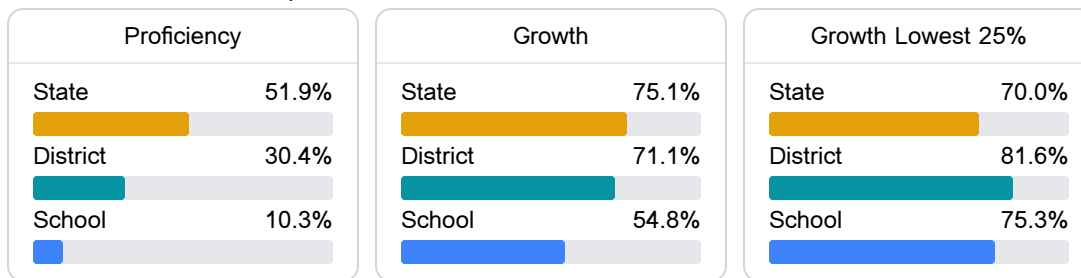 Proficiency
State 51.9%
District 30.4%
School 10.3%
Growth
State 75.1%
District 71.1%
School 54.8%
Growth Lowest 25%
State 70.0%
District 81.6%
School 75.3%